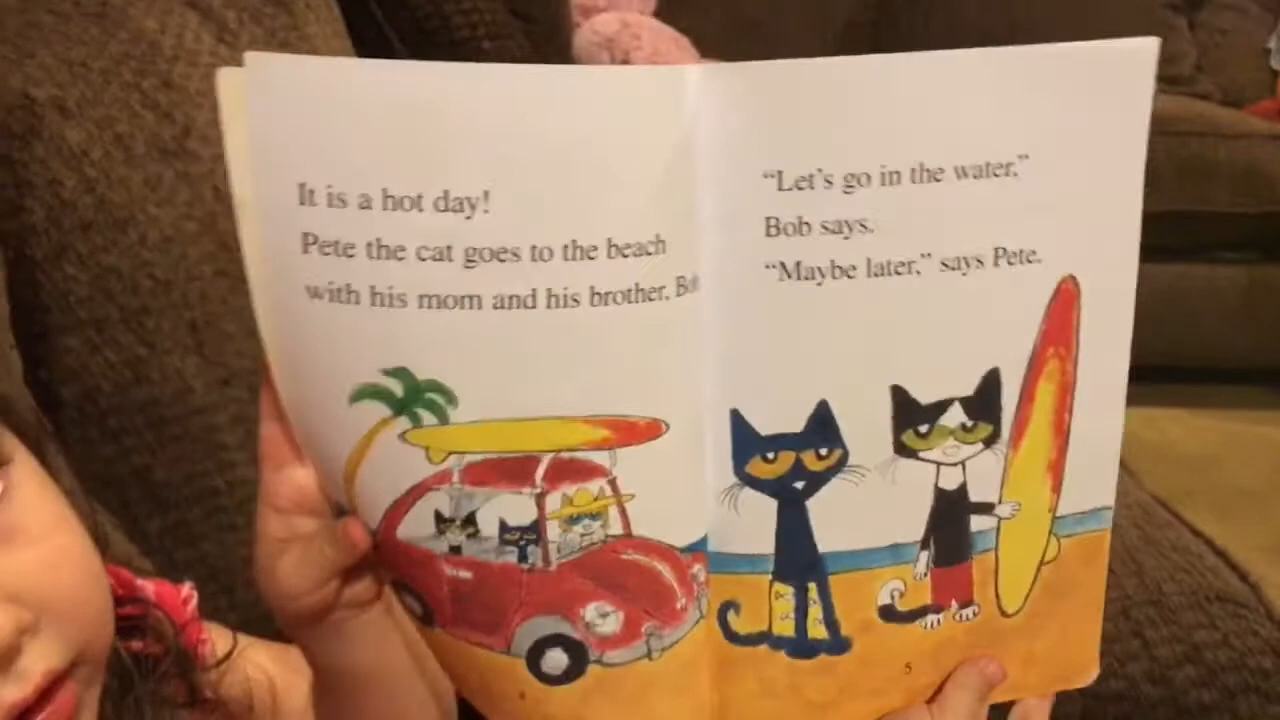 It is a hot day!
Pete the cat goes to the beach
with his mom and his brother, Bob
"Let's go in the water,"
Bob says.
"Maybe later," says Pete.
5